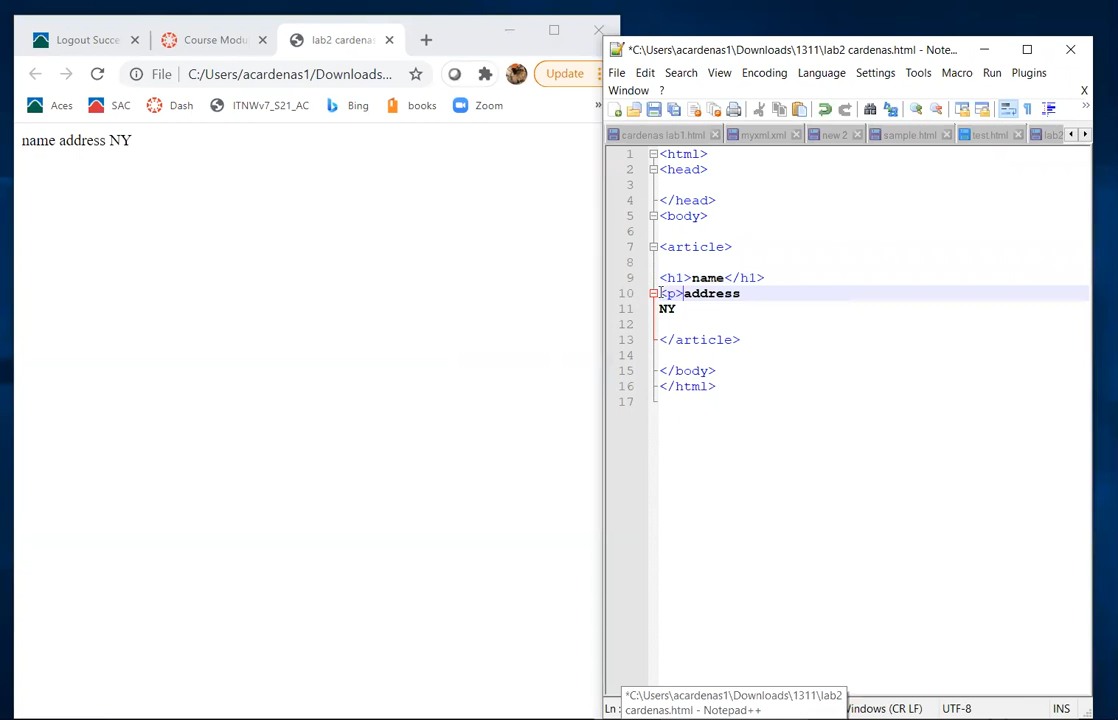 Logout Succe
Course Modu
lab2 cardenas
File
C:/Users/acardenas1/Downloads...
Update
Aces
SAC
Dash
ITNWv7_S21_AC
Bing
books
Zoom
»
name address NY
*C:\Users\acardenas1\Downloads\1311\lab2 cardenas.html - Note...
File Edit Search View Encoding Language Settings Tools Macro Run Plugins
Window ? X
cardenas lab1.html
myxml.xml
new 2
sample.html
test.html
lab2
1 <html>
2 <head>
3
4 </head>
5 <body>
6
7 <article>
8
9 <h1>name</h1>
10 <p>address
11 NY
12
13 </article>
14
15 </body>
16 </html>
17
*C:\Users\acardenas1\Downloads\1311\lab2
cardenas.html - Notepad++
Ln :
Windows (CR LF)
UTF-8
INS